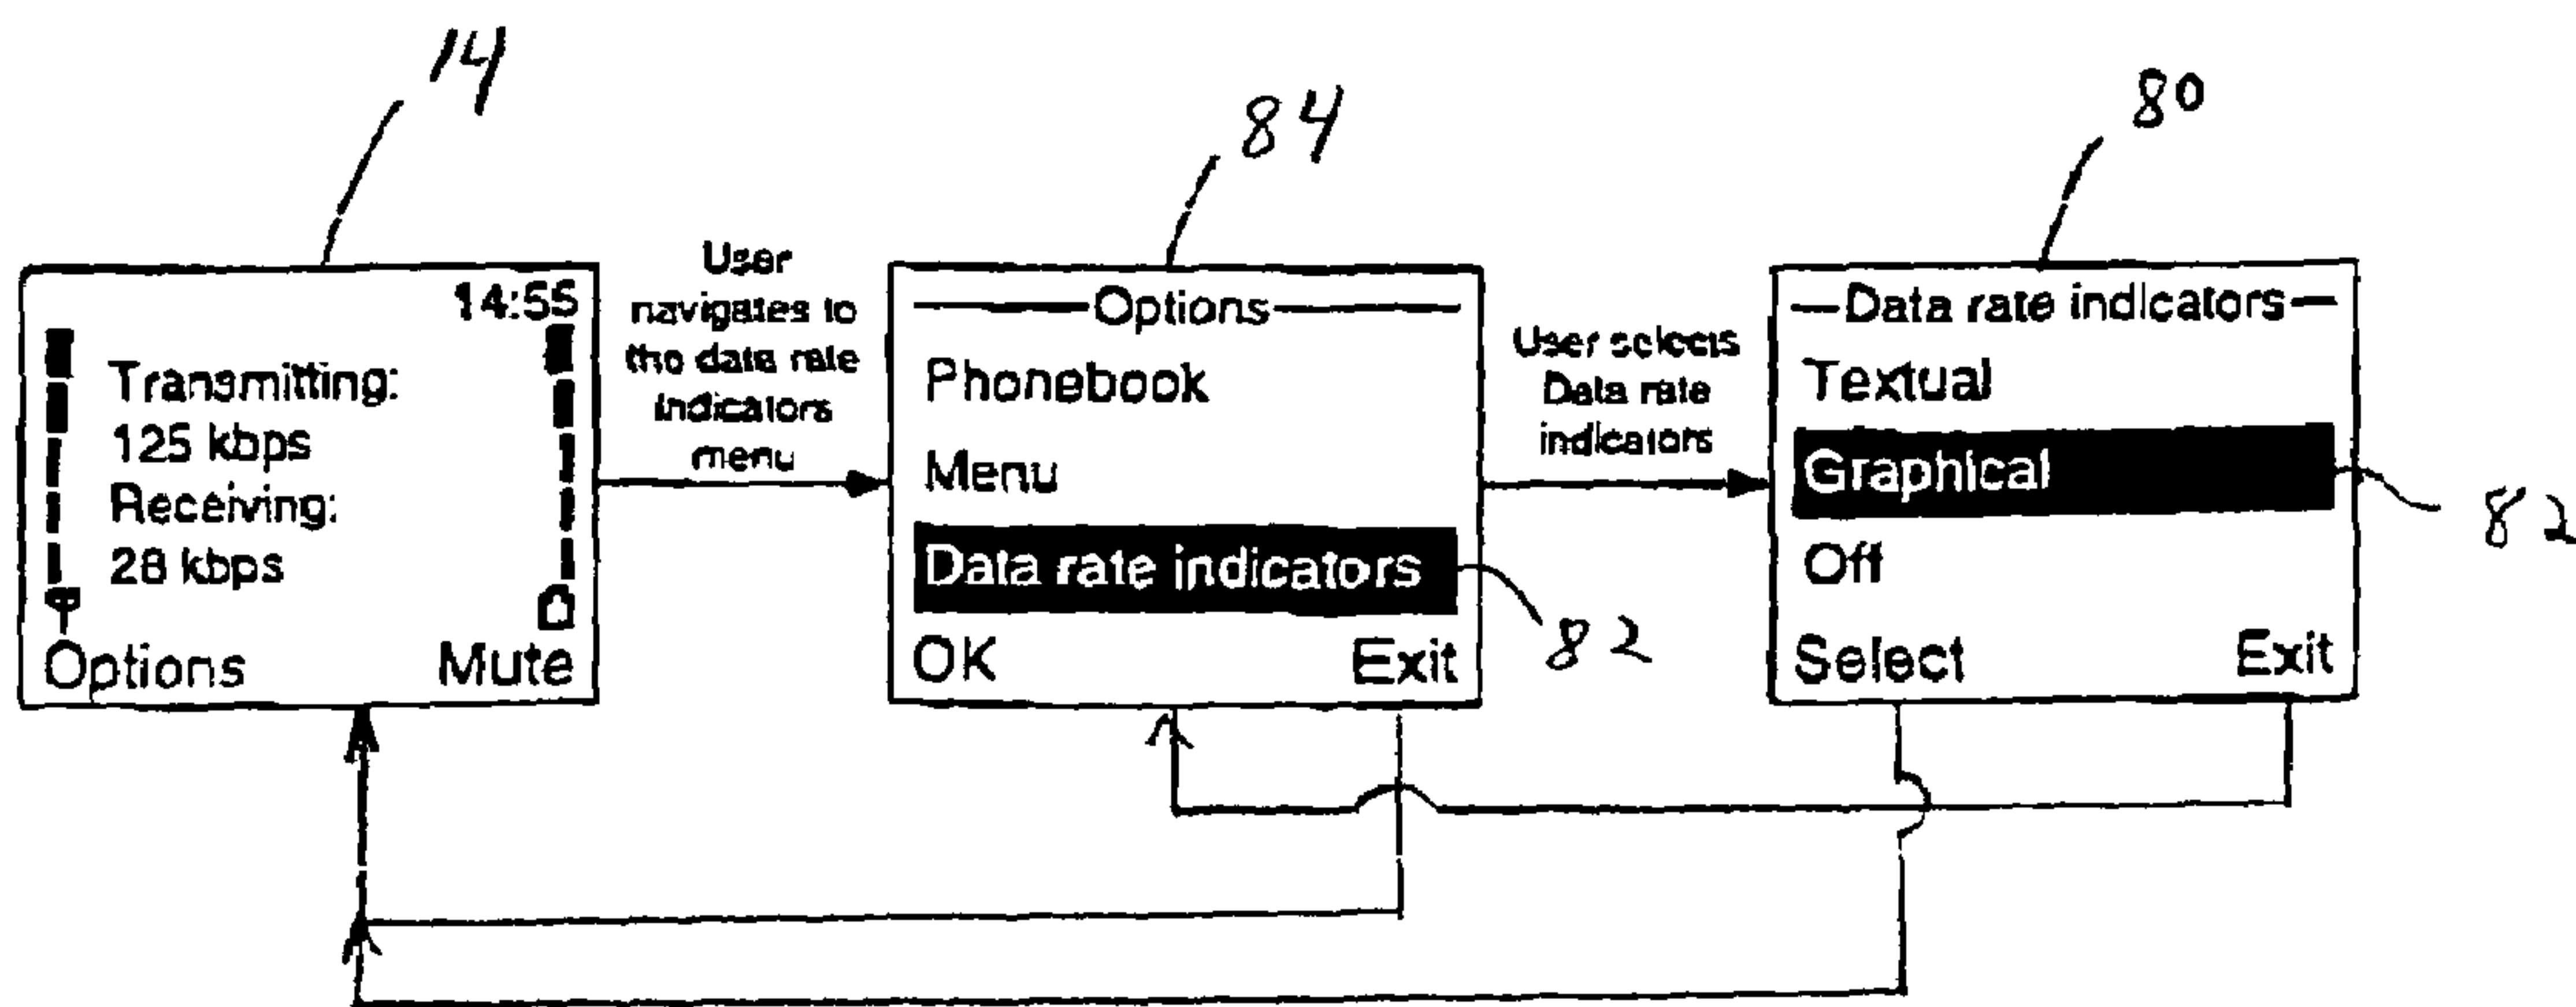 14
84
80
14:55
Transmitting:
125 kbps
Receiving:
28 kbps
Options Mute
User
navigates to
the data rate
indicators
menu
Options
Phonebook
Menu
Data rate indicators
OK Exit
82
User selects
Data rate
indicators
Data rate indicators
Textual
Graphical
Off
Select Exit
82